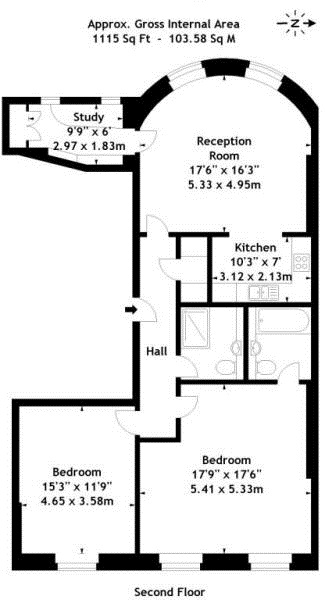 Approx. Gross Internal Area
1115 Sq Ft - 103.58 Sq M
N
Study
9'9" x 6'
2.97 x 1.83m
Reception
Room
17'6" x 16'3"
5.33 x 4.95m
Kitchen
10'3" x 7'
3.12 x 2.13m
Hall
Bedroom
15'3" x 11'9"
4.65 x 3.58m
Bedroom
17'9" x 17'6"
5.41 x 5.33m
Second Floor